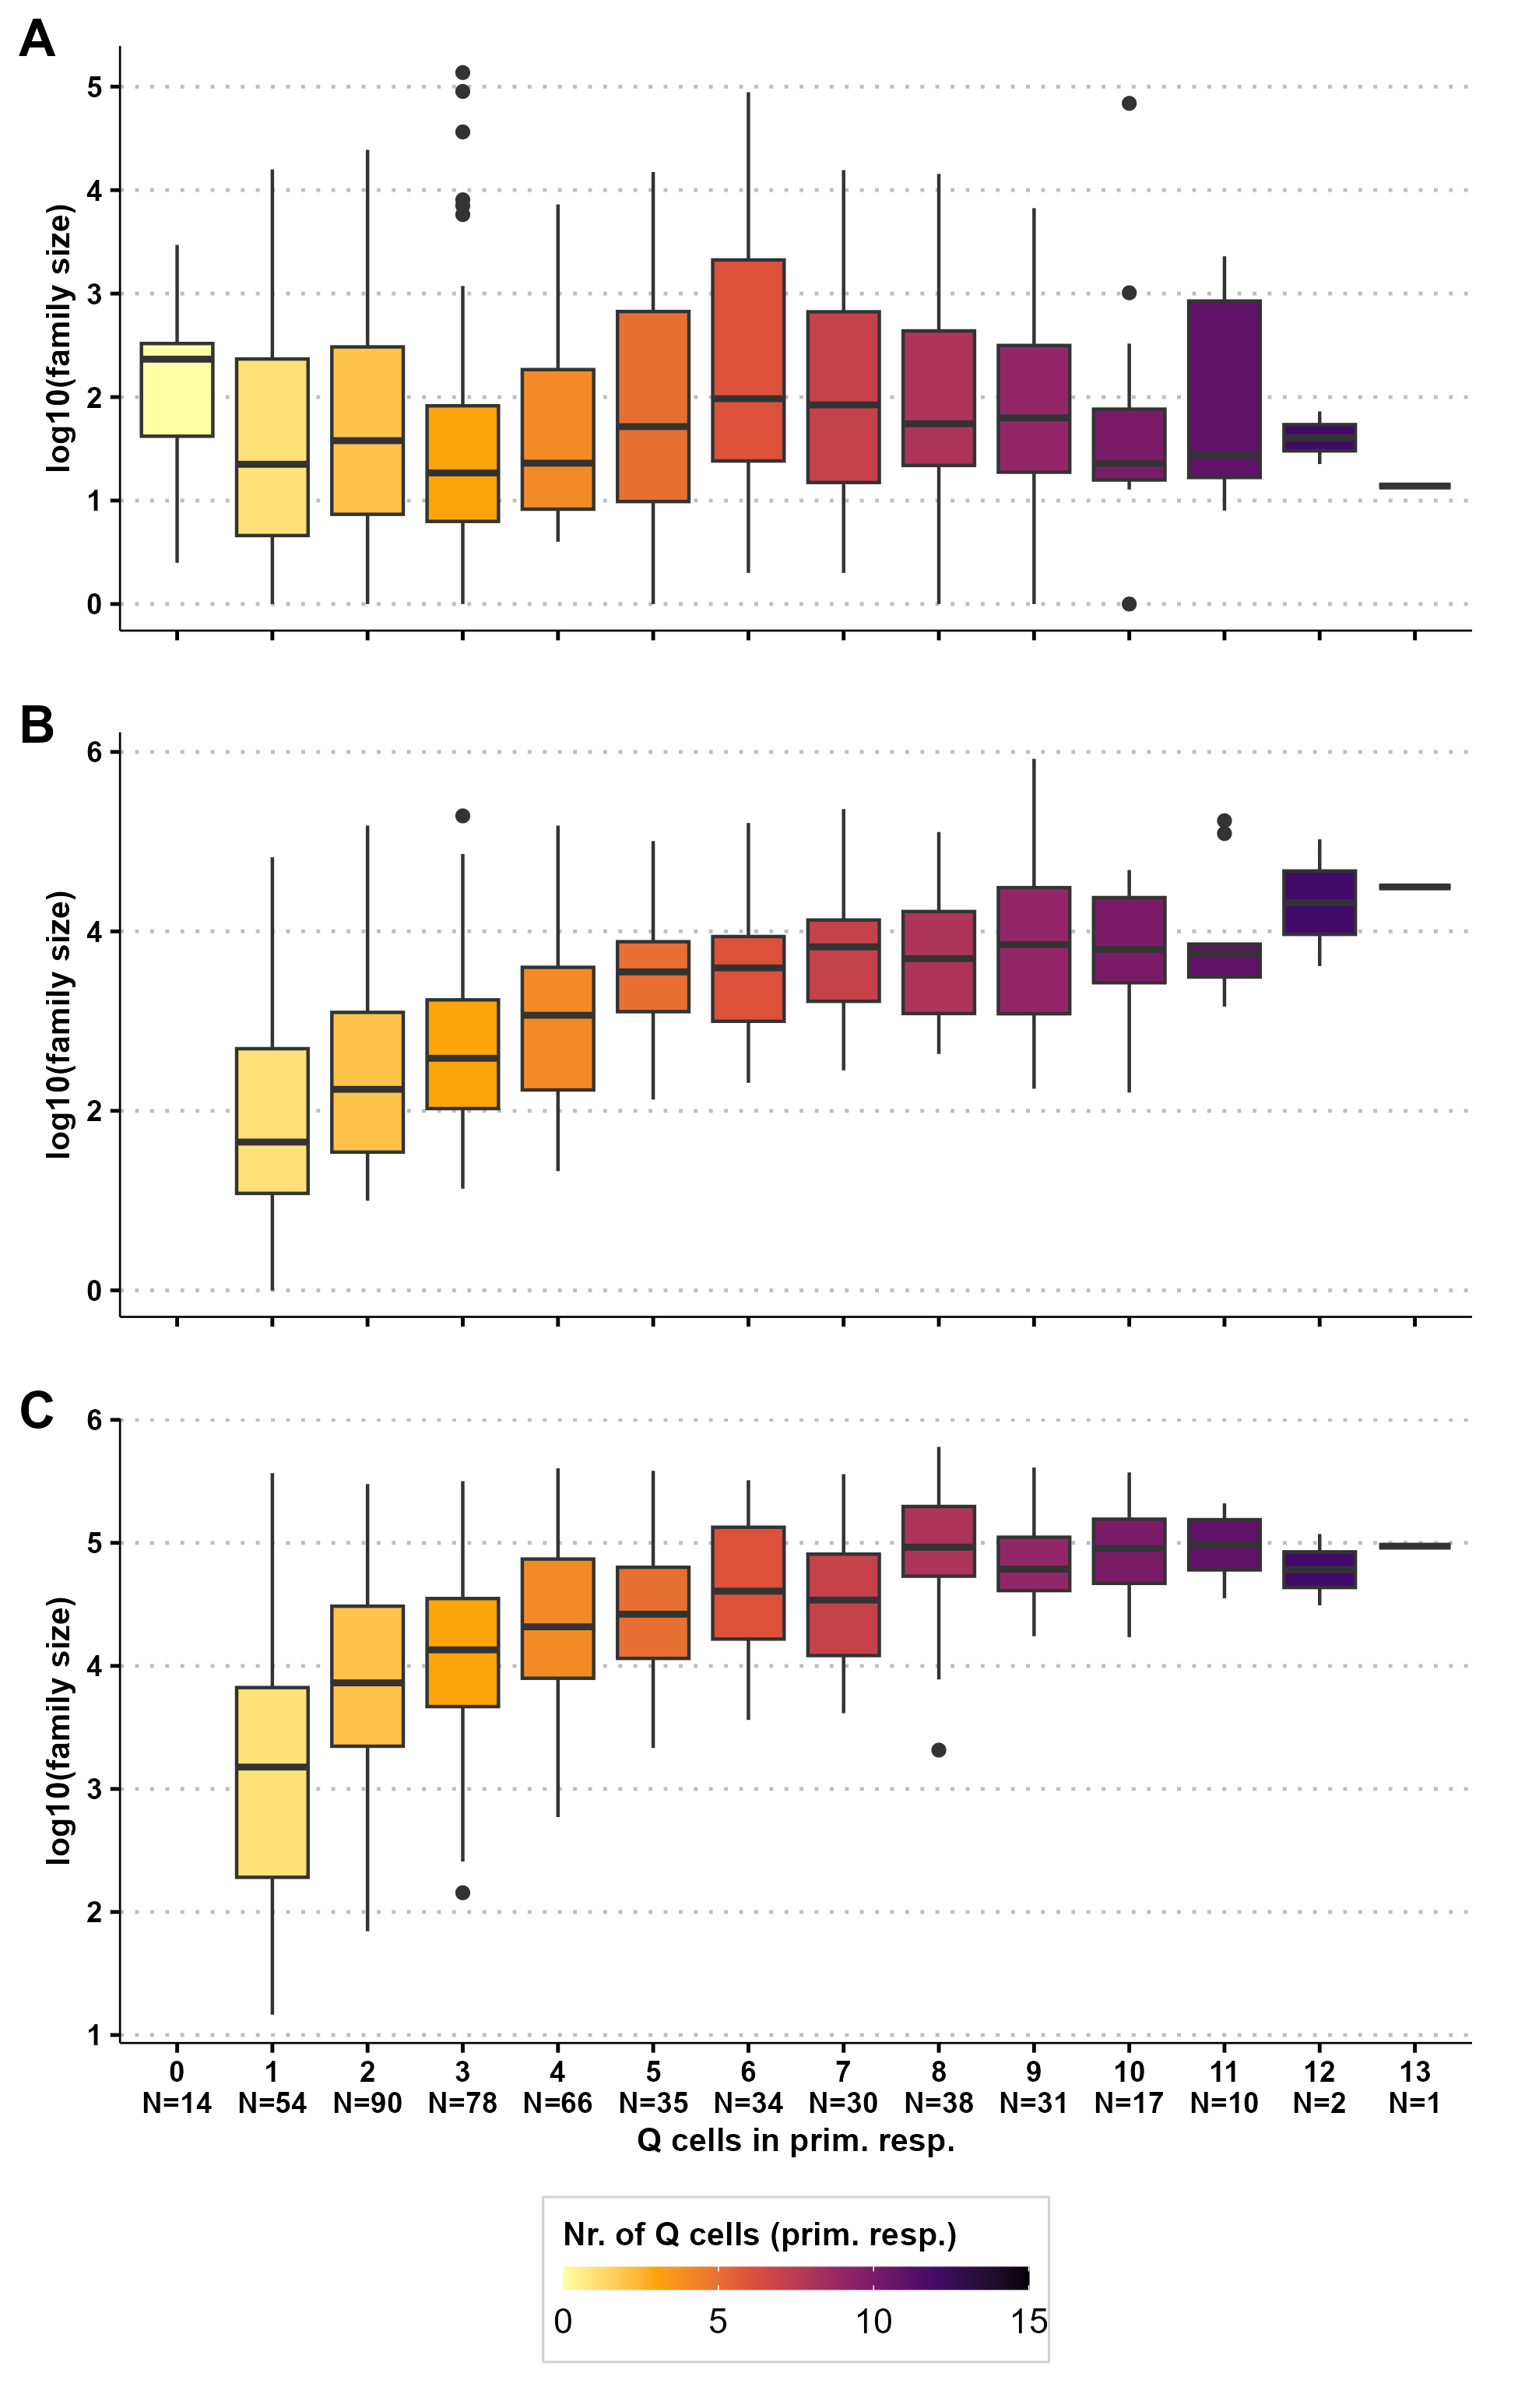 A
5
4
3
2
1
0
log10(family size)
B
6
4
2
0
log10(family size)
C
6
5
4
3
2
1
log10(family size)
0 1 2 3 4 5 6 7 8 9 10 11 12 13
N=14 N=54 N=90 N=78 N=66 N=35 N=34 N=30 N=38 N=31 N=17 N=10 N=2 N=1
Q cells in prim. resp.
Nr. of Q cells (prim. resp.)
0 5 10 15